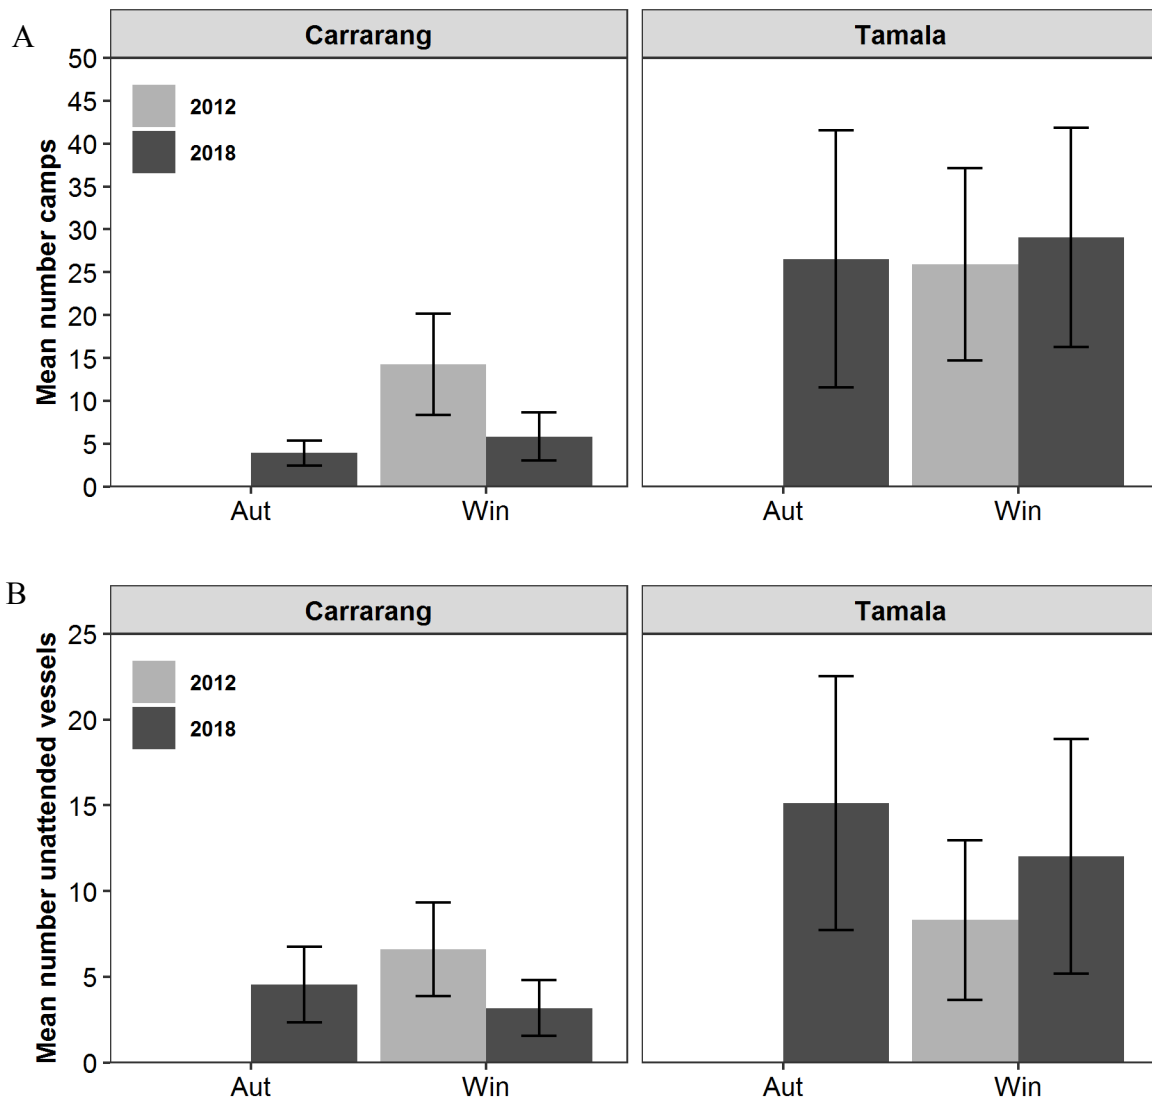 A
Carrarang
Tamala
Mean number camps
50
45
40
35
30
25
20
15
10
5
0
2012
2018
Aut
Win
Aut
Win
B
Carrarang
Tamala
Mean number unattended vessels
25
20
15
10
5
0
2012
2018
Aut
Win
Aut
Win